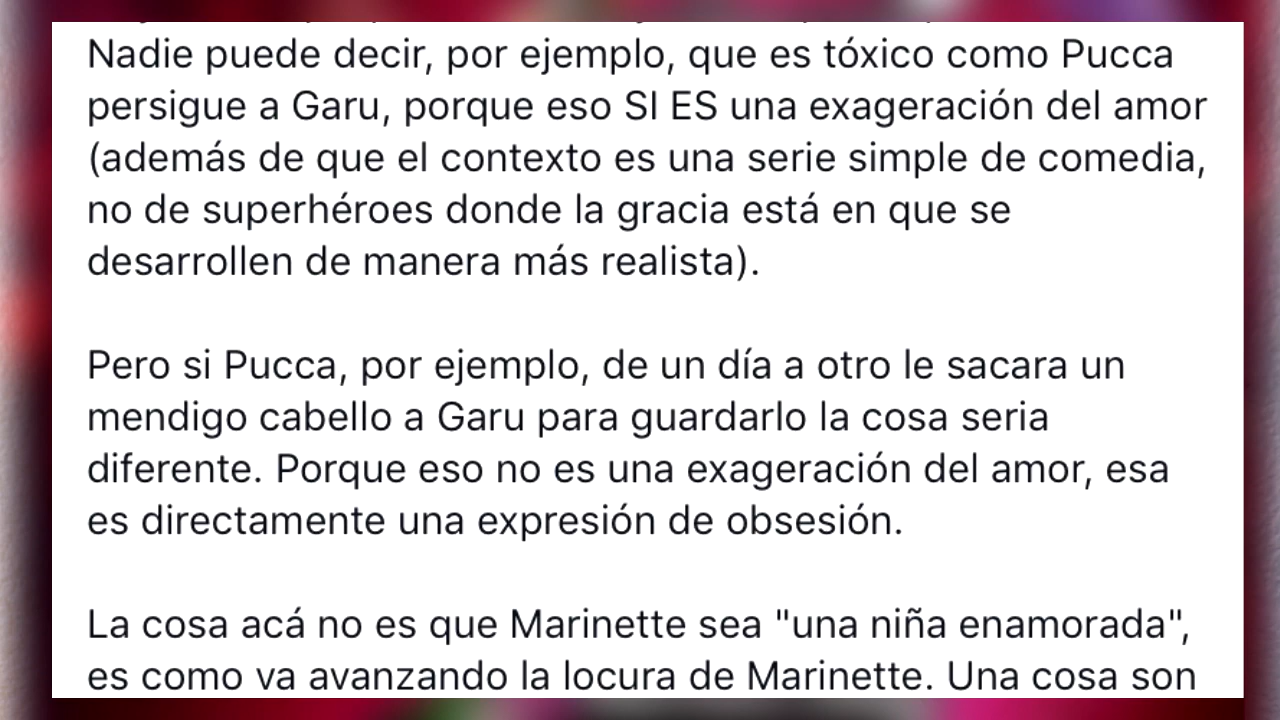 Nadie puede decir, por ejemplo, que es tóxico como Pucca
persigue a Garu, porque eso SI ES una exageración del amor
(además de que el contexto es una serie simple de comedia,
no de superhéroes donde la gracia está en que se
desarrollen de manera más realista).
Pero si Pucca, por ejemplo, de un día a otro le sacara un
mendigo cabello a Garu para guardarlo la cosa seria
diferente. Porque eso no es una exageración del amor, esa
es directamente una expresión de obsesión.
La cosa acá no es que Marinette sea "una niña enamorada",
es como va avanzando la locura de Marinette. Una cosa son